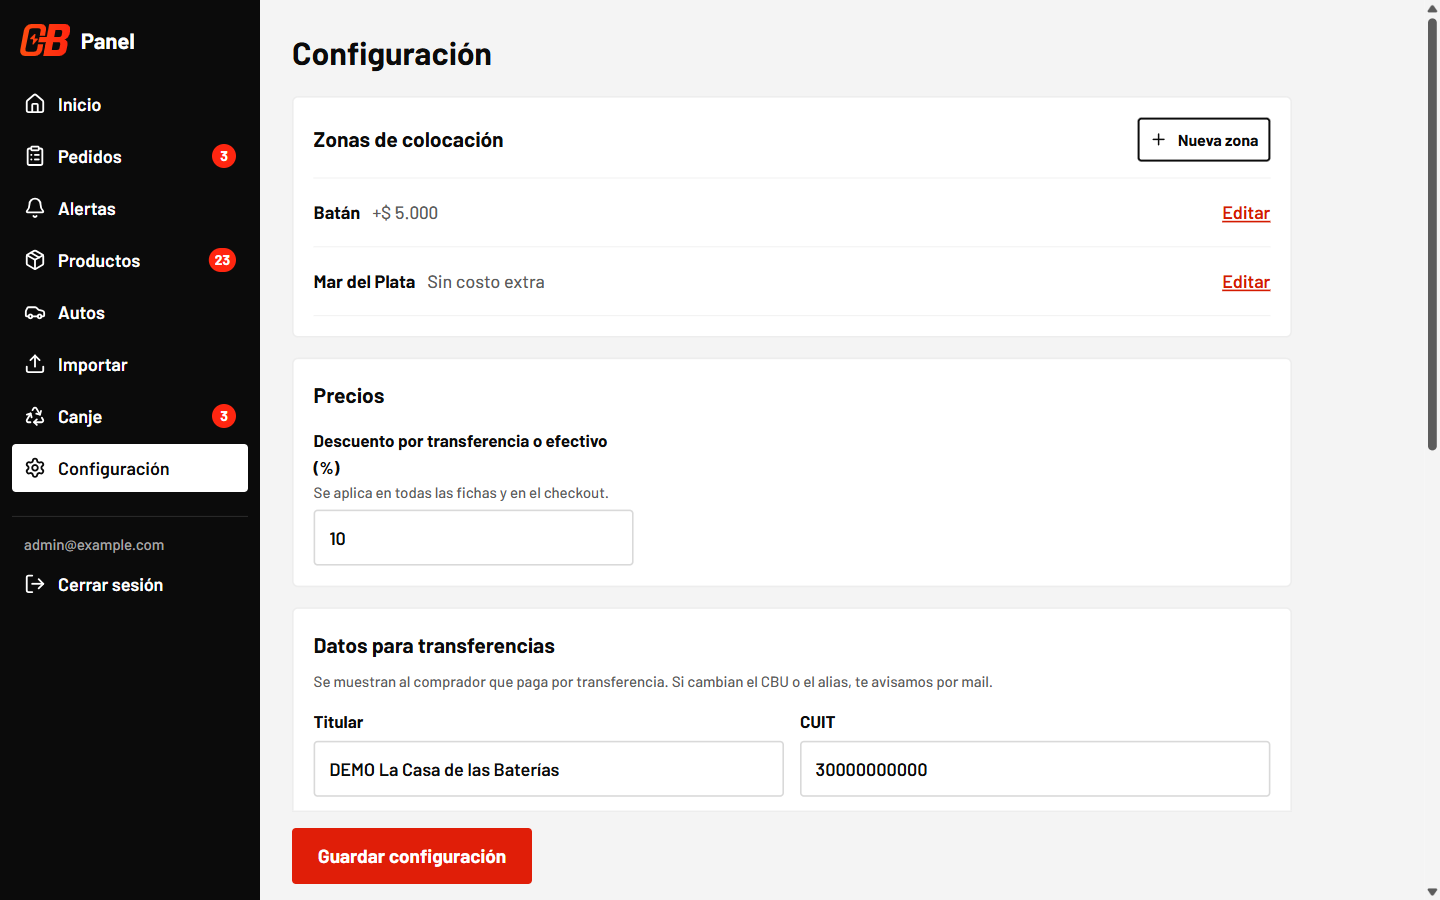 CB Panel
Inicio
Pedidos 3
Alertas
Productos 23
Autos
Importar
Canje 3
Configuración
admin@example.com
Cerrar sesión
Configuración
Zonas de colocación
+ Nueva zona
Batán +$ 5.000 Editar
Mar del Plata Sin costo extra Editar
Precios
Descuento por transferencia o efectivo
(%)
Se aplica en todas las fichas y en el checkout.
10
Datos para transferencias
Se muestran al comprador que paga por transferencia. Si cambian el CBU o el alias, te avisamos por mail.
Titular CUIT
DEMO La Casa de las Baterías 30000000000
Guardar configuración